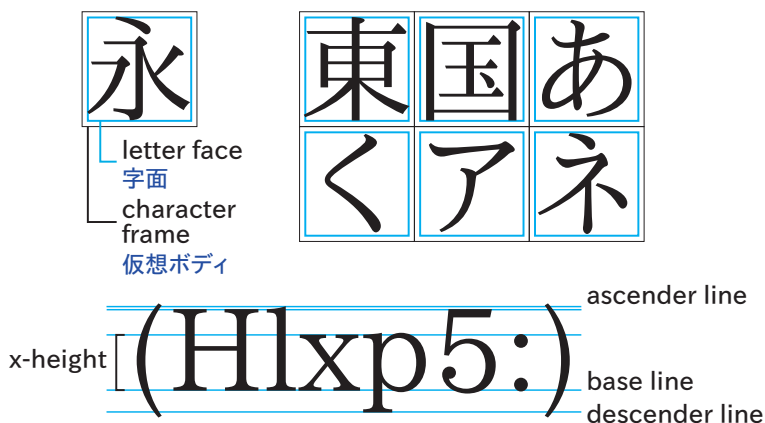 永
letter face
字面
character
frame
仮想ボディ
東国あ
くアネ
ascender line
(Hlxp5:)
x-height
base line
descender line